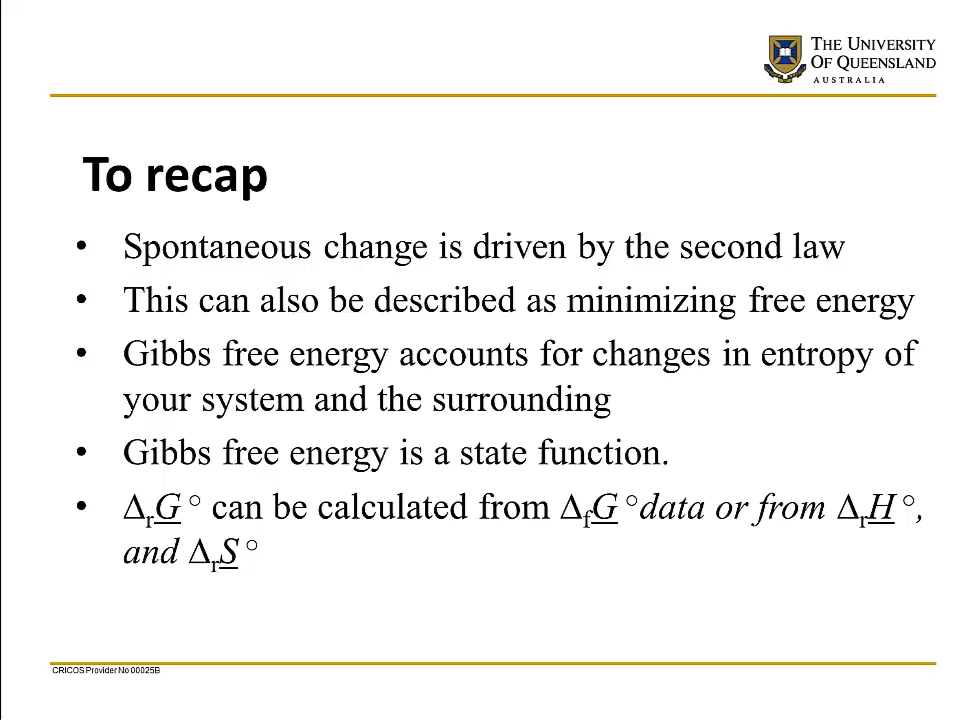 THE UNIVERSITY
OF QUEENSLAND
AUSTRALIA
To recap
• Spontaneous change is driven by the second law
• This can also be described as minimizing free energy
• Gibbs free energy accounts for changes in entropy of
your system and the surrounding
• Gibbs free energy is a state function.
• ΔrG° can be calculated from ΔfG°data or from ΔrH°,
and ΔrS°
CRICOS Provider No 00025B